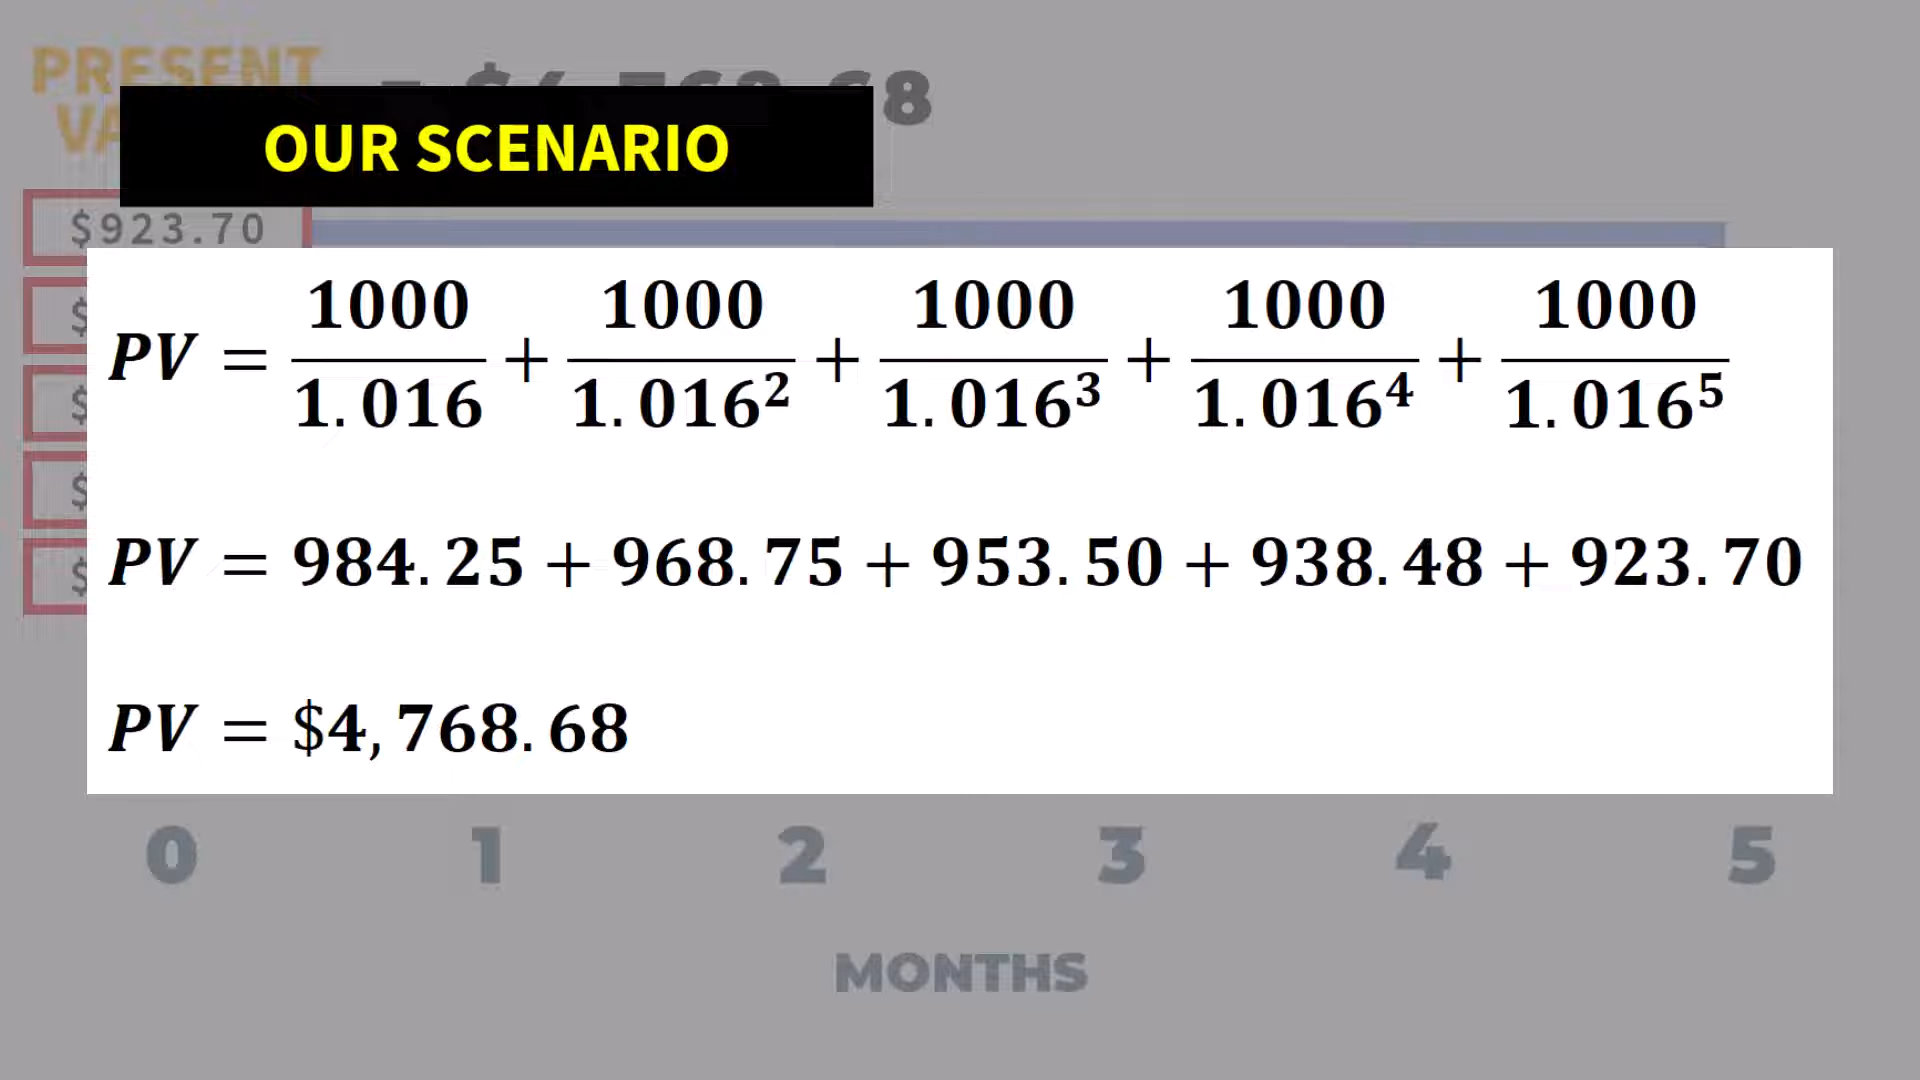 PRESENT
OUR SCENARIO
$923.70
PV = 1000/1.016 + 1000/1.016² + 1000/1.016³ + 1000/1.016⁴ + 1000/1.016⁵
PV = 984.25 + 968.75 + 953.50 + 938.48 + 923.70
PV = $4,768.68
0 1 2 3 4 5
MONTHS